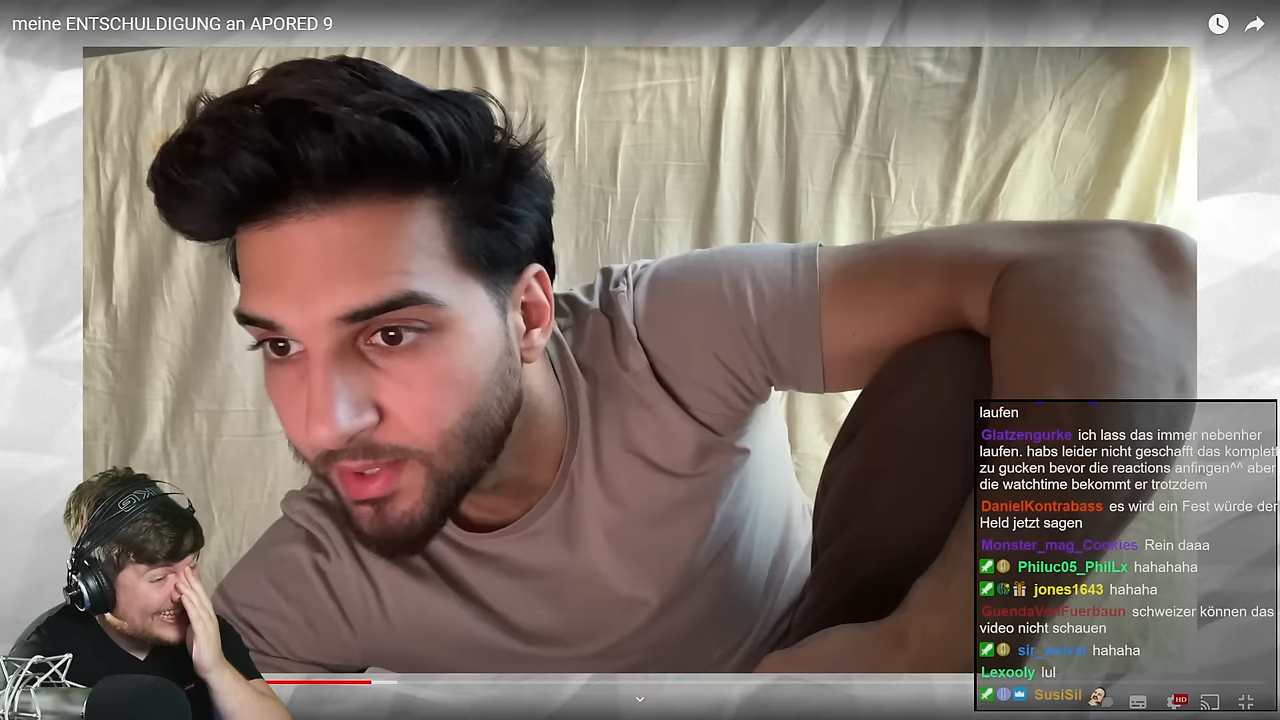 meine ENTSCHULDIGUNG an APORED 9
laufen
Glatzengurke ich lass das immer nebenher
laufen. habs leider nicht geschafft das komplett
zu gucken bevor die reactions anfingen^^ aber
die watchtime bekommt er trotzdem
DanielKontrabass es wird ein Fest würde der
Held jetzt sagen
Monster_mag_Cookies Rein daaa
Philuc05_PhilLx hahahaha
jones1643 hahaha
GuendaVonFuerbaun schweizer können das
video nicht schauen
hahaha
Lexooly lul
SusiSil
HD